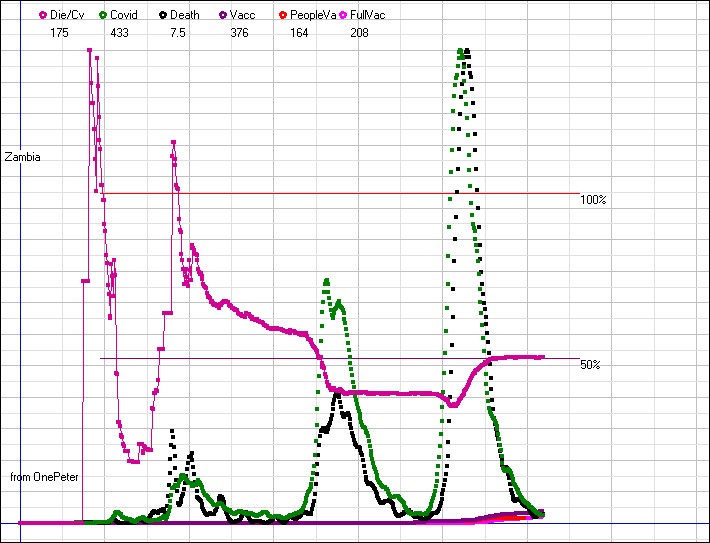 Die/Cv Covid Death Vacc PeopleVa FullVac
175 433 7.5 376 164 208
Zambia
100%
50%
from OnePeter